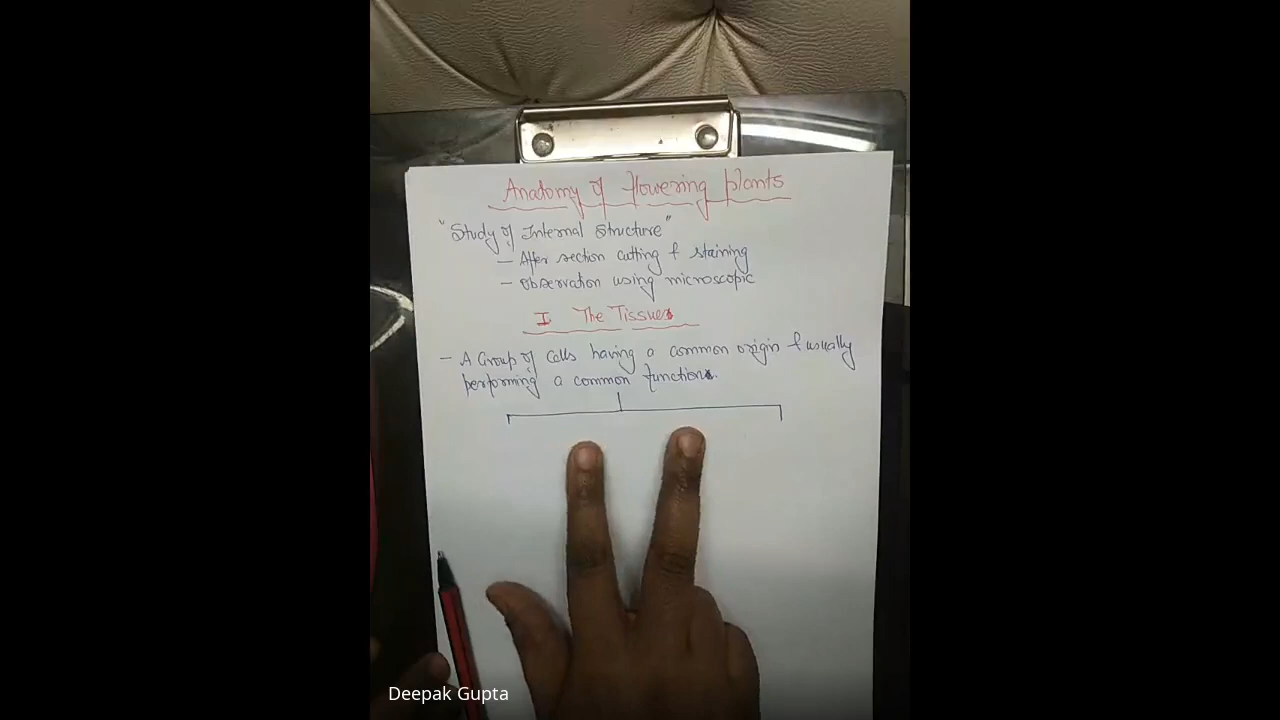 Anatomy of flowering plants
"Study of Internal Structure"
— After section cutting & staining
— Observation using microscopic
I The Tissues
— A Group of cells having a common origin & usually
performing a common function.
Deepak Gupta